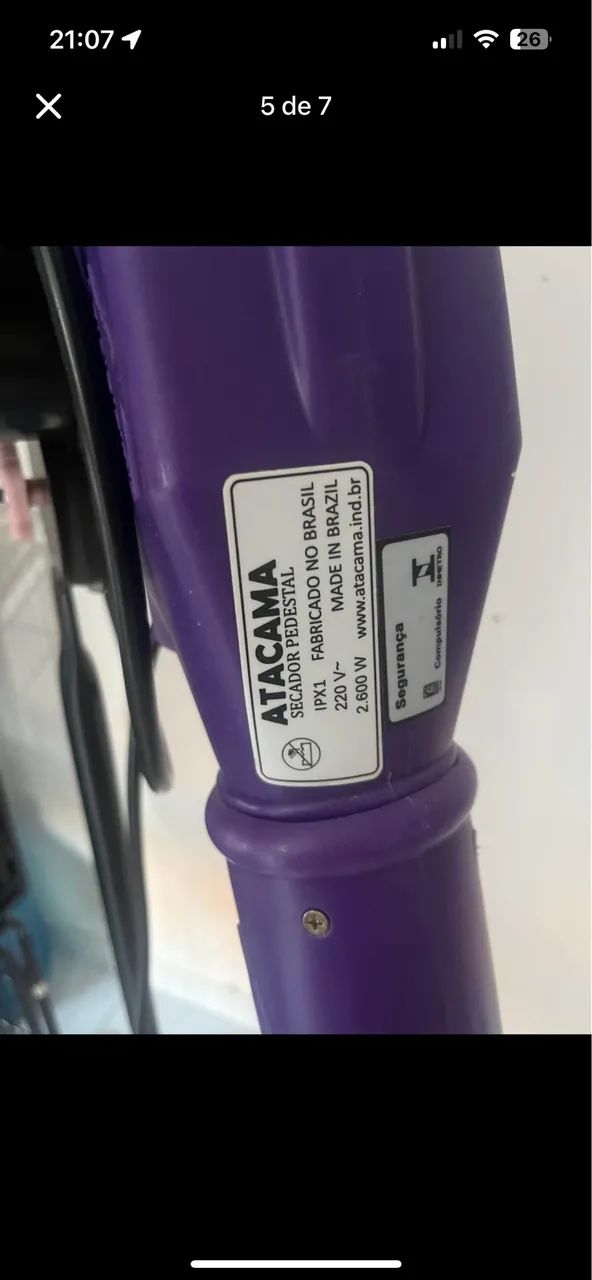 21:07
26
5 de 7
ATACAMA
SECADOR PEDESTAL
IPX1 FABRICADO NO BRASIL
220 V~ MADE IN BRAZIL
2.600 W www.atacama.ind.br
Segurança
Compulsório
INMETRO